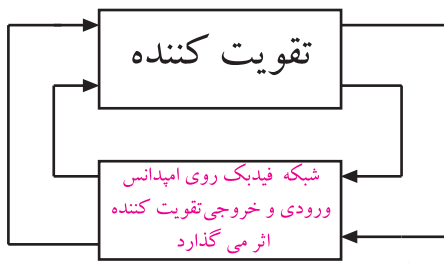 تقویت کننده
شبکه فیدبک روی امپدانس
ورودی و خروجی تقویت کننده
اثر می گذارد